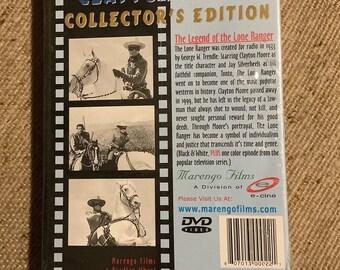 CLAYTON
COLLECTOR'S EDITION
The Legend of the Lone Ranger
The Lone Ranger was created for radio in 1933
by George W. Trendle. Starring Clayton Moore as
the title character and Jay Silverheels as his
faithful companion, Tonto, The Lone Ranger
went on to become one of the most popular
western in history. Clayton Moore passed away
in 1999, but he has left us the legacy of a law-
man that always shot to wound, not kill, and
never sought personal reward for his good
deeds. Through Moore's portrayal, The Lone
Ranger has become a symbol of individualism
and justice that transcends it's time and genre.
(Black & White, PLUS one color episode from the
popular television series.)
Marengo Films
A Division of e
e-cine
Please Visit Us At:
www.marengofilms.com
DVD
VIDEO
Marengo Films